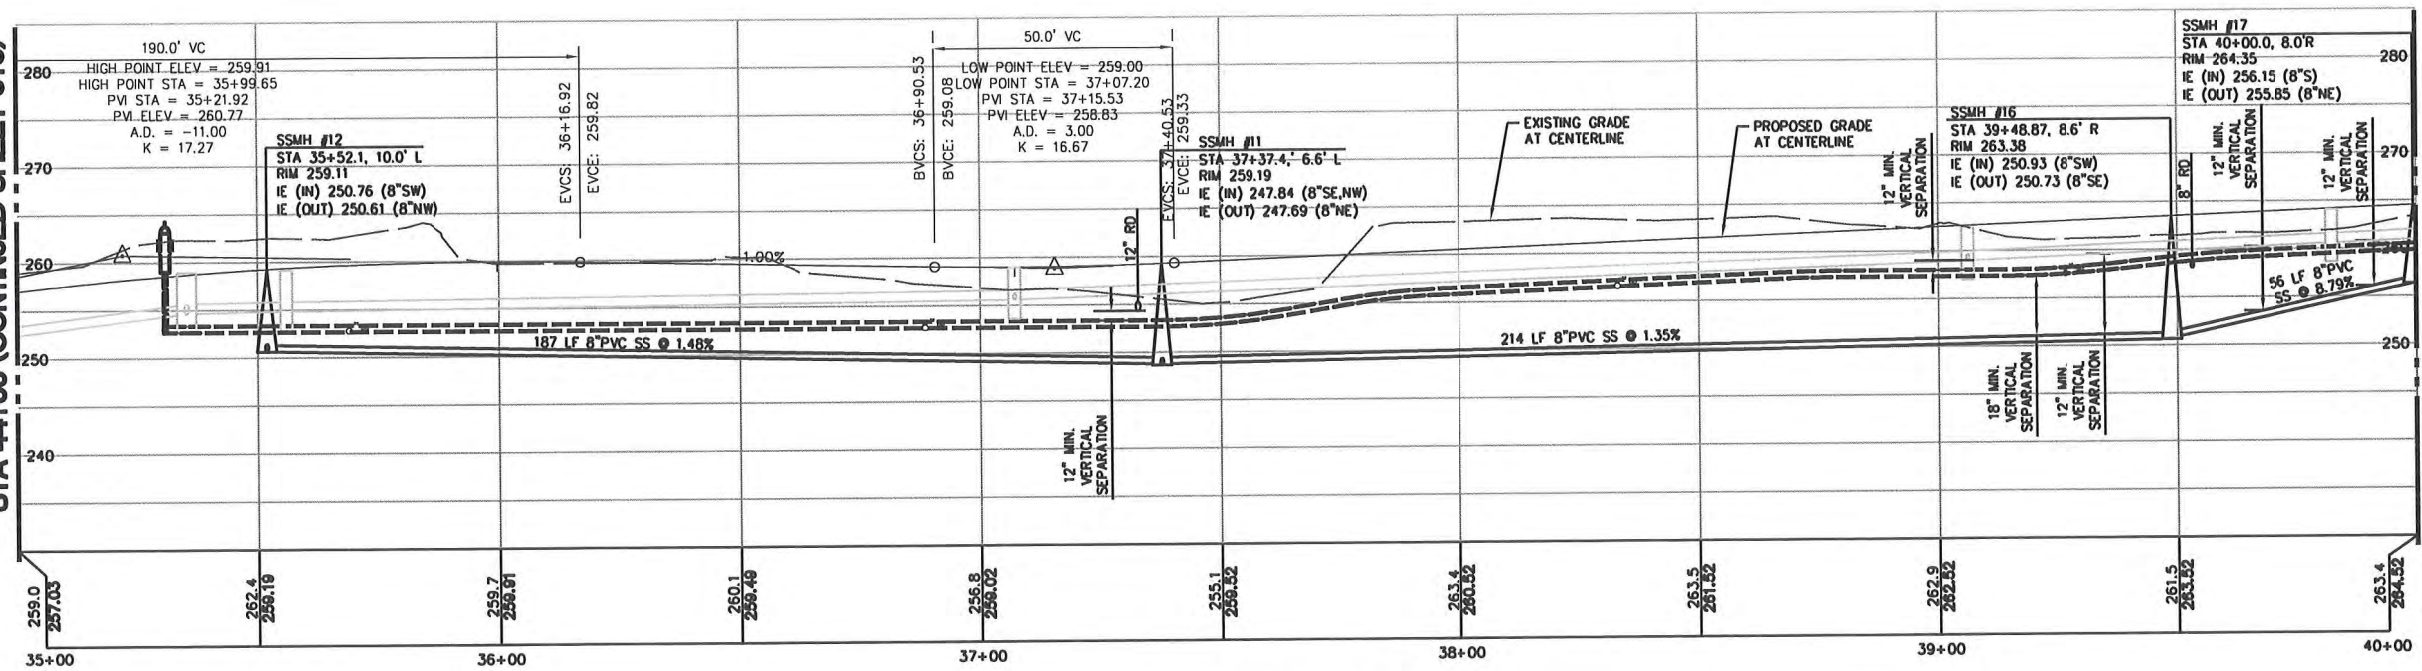 190.0' VC
HIGH POINT ELEV = 259.91
HIGH POINT STA = 35+99.65
PVI STA = 35+21.92
PVI ELEV = 260.77
A.D. = -11.00
K = 17.27
EVCS: 36+16.92
EVCE: 259.82
BVCS: 36+90.53
BVCE: 259.08
50.0' VC
LOW POINT ELEV = 259.00
LOW POINT STA = 37+07.20
PVI STA = 37+15.53
PVI ELEV = 258.83
A.D. = 3.00
K = 16.67
EVCS: 37+40.53
EVCE: 259.33
SSMH #12
STA 35+52.1, 10.0' L
RIM 259.11
IE (IN) 250.76 (8"SW)
IE (OUT) 250.61 (8"NW)
SSMH #11
STA 37+37.4,' 6.6' L
RIM 259.19
IE (IN) 247.84 (8"SE,NW)
IE (OUT) 247.69 (8"NE)
EXISTING GRADE
AT CENTERLINE
PROPOSED GRADE
AT CENTERLINE
12" MIN.
VERTICAL
SEPARATION
SSMH #16
STA 39+48.87, 8.6' R
RIM 263.38
IE (IN) 250.93 (8"SW)
IE (OUT) 250.73 (8"SE)
8" RD
SSMH #17
STA 40+00.0, 8.0'R
RIM 264.35
IE (IN) 256.15 (8"S)
IE (OUT) 255.85 (8"NE)
12" MIN.
VERTICAL
SEPARATION
12" MIN.
VERTICAL
SEPARATION
12" RD
-1.00%
187 LF 8"PVC SS @ 1.48%
214 LF 8"PVC SS @ 1.35%
56 LF 8"PVC
SS @ 8.79%
12" MIN.
VERTICAL
SEPARATION
18" MIN.
VERTICAL
SEPARATION
12" MIN.
VERTICAL
SEPARATION
280
270
260
250
240
280
270
260
250
259.0
257.03
262.4
259.19
259.7
259.91
260.1
259.49
256.8
259.02
255.1
259.52
263.4
260.52
263.5
261.52
262.9
262.52
261.5
263.52
263.4
264.52
35+00
36+00
37+00
38+00
39+00
40+00